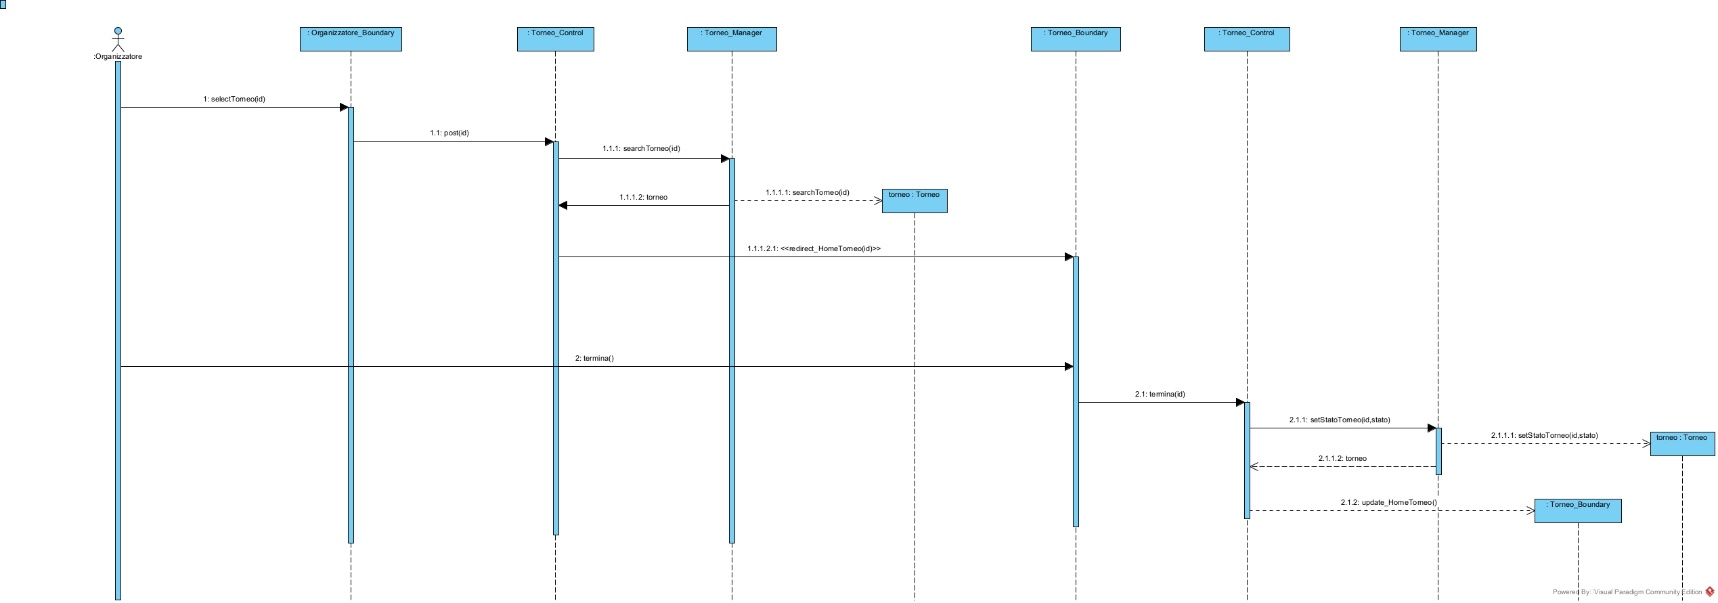 : Organizzatore_Boundary
: Torneo_Control
: Torneo_Manager
: Torneo_Boundary
: Torneo_Control
: Torneo_Manager
:Organizzatore
1: selectTorneo(id)
1.1: post(id)
1.1.1: searchTorneo(id)
1.1.1.1: searchTorneo(id)
torneo : Torneo
1.1.1.2: torneo
1.1.1.2.1: <<redirect_HomeTorneo(id)>>
2: termina()
2.1: termina(id)
2.1.1: setStatoTorneo(id,stato)
2.1.1.1: setStatoTorneo(id,stato)
torneo : Torneo
2.1.1.2: torneo
2.1.2: update_HomeTorneo()
: Torneo_Boundary
Powered By: Visual Paradigm Community Edition